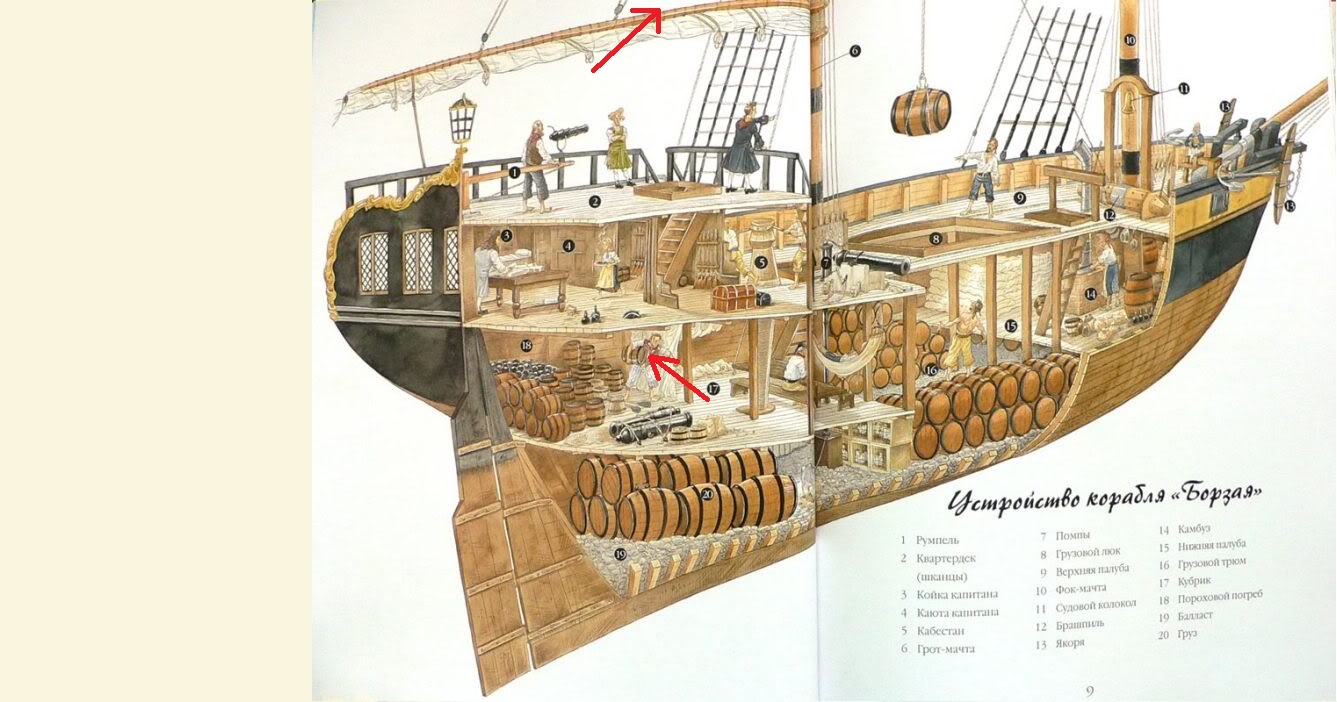 1
2
3
4
5
6
7
8
9
10
11
12
13
13
14
15
16
17
18
19
20
Устройство корабля «Борзая»
1 Румпель
2 Квартердек
(шканцы)
3 Койка капитана
4 Каюта капитана
5 Кабестан
6 Грот-мачта
7 Помпы
8 Грузовой люк
9 Верхняя палуба
10 Фок-мачта
11 Судовой колокол
12 Брашпиль
13 Якоря
14 Камбуз
15 Нижняя палуба
16 Грузовой трюм
17 Кубрик
18 Пороховой погреб
19 Балласт
20 Груз
9